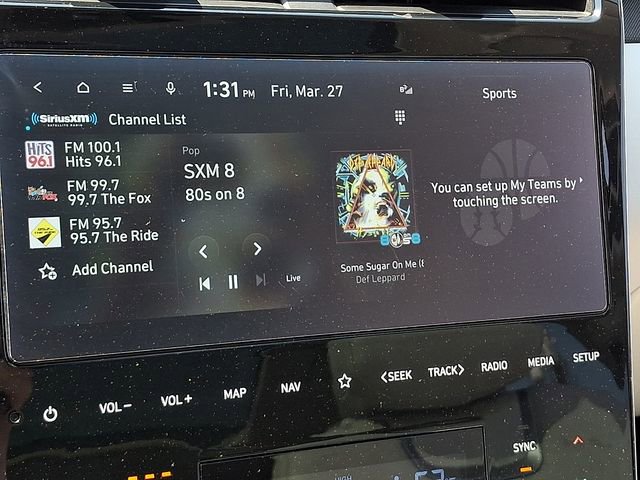 1:31 PM Fri, Mar. 27
Sports
SiriusXM
SATELLITE RADIO
Channel List
HiTS
96.1
FM 100.1
Hits 96.1
FM 99.7
99.7 The Fox
FM 95.7
95.7 The Ride
Add Channel
Pop
SXM 8
80s on 8
Live
DEF LEPPARD
Some Sugar On Me (
Def Leppard
You can set up My Teams by
touching the screen.
VOL−
VOL+
MAP
NAV
<SEEK
TRACK>
RADIO
MEDIA
SETUP
SYNC
HIGH